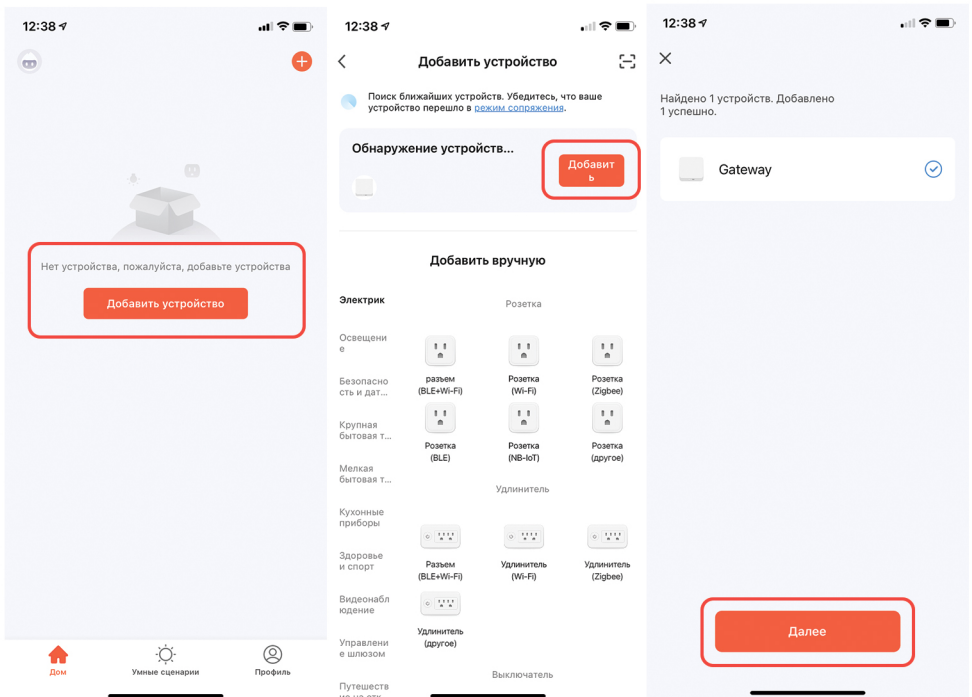 12:38
Нет устройства, пожалуйста, добавьте устройства
Добавить устройство
Дом
Умные сценарии
Профиль
12:38
Добавить устройство
Поиск ближайших устройств. Убедитесь, что ваше
устройство перешло в режим сопряжения.
Обнаружение устройств...
Добавит
ь
Добавить вручную
Электрик
Освещени
е
Безопасно
сть и дат...
Крупная
бытовая т...
Мелкая
бытовая т...
Кухонные
приборы
Здоровье
и спорт
Видеонабл
юдение
Управлени
е шлюзом
Путешеств
Розетка
разъем
(BLE+Wi-Fi)
Розетка
(Wi-Fi)
Розетка
(Zigbee)
Розетка
(BLE)
Розетка
(NB-IoT)
Розетка
(другое)
Удлинитель
Разъем
(BLE+Wi-Fi)
Удлинитель
(Wi-Fi)
Удлинитель
(Zigbee)
Удлинитель
(другое)
Выключатель
12:38
Найдено 1 устройств. Добавлено
1 успешно.
Gateway
Далее